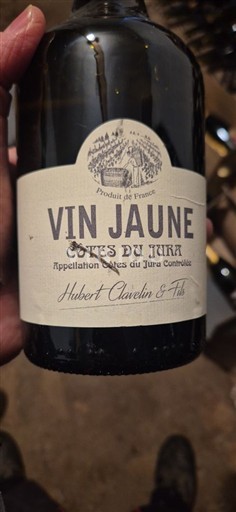 Produit de France
VIN JAUNE
CÔTES DU JURA
Appellation Côtes du Jura Contrôlée
Hubert Clavelin & Fils